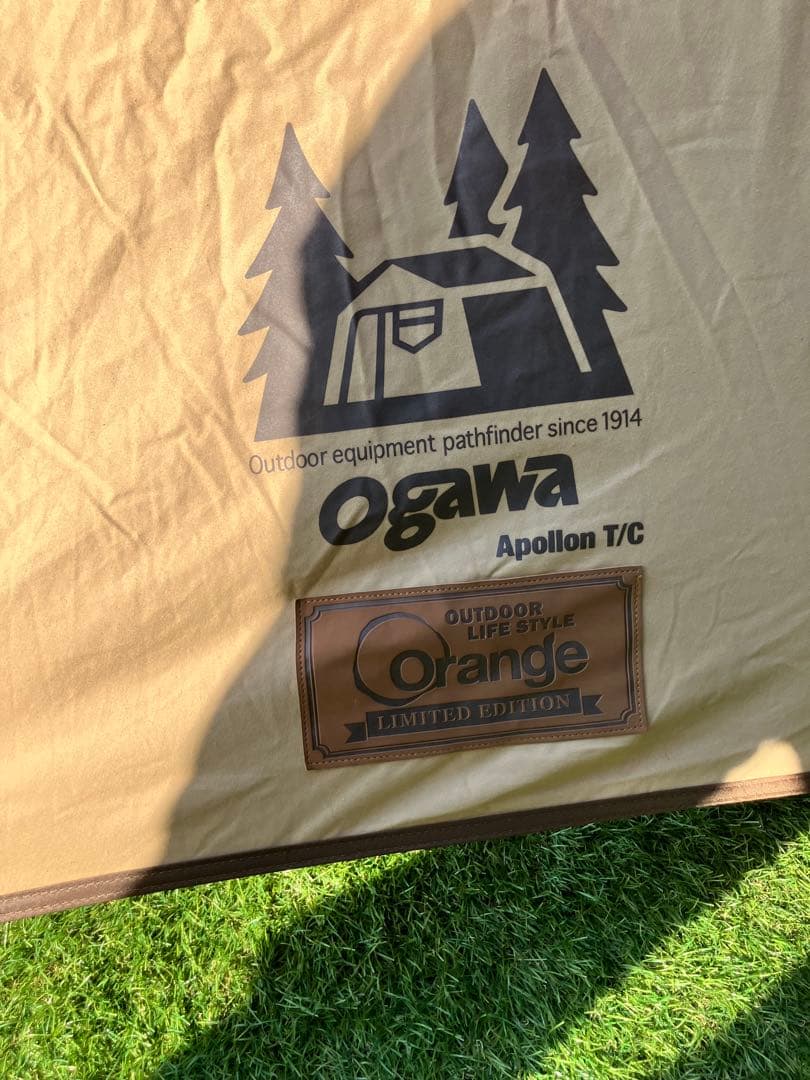 Outdoor equipment pathfinder since 1914
Ogawa
Apollon T/C
OUTDOOR
LIFE STYLE
Orange
LIMITED EDITION